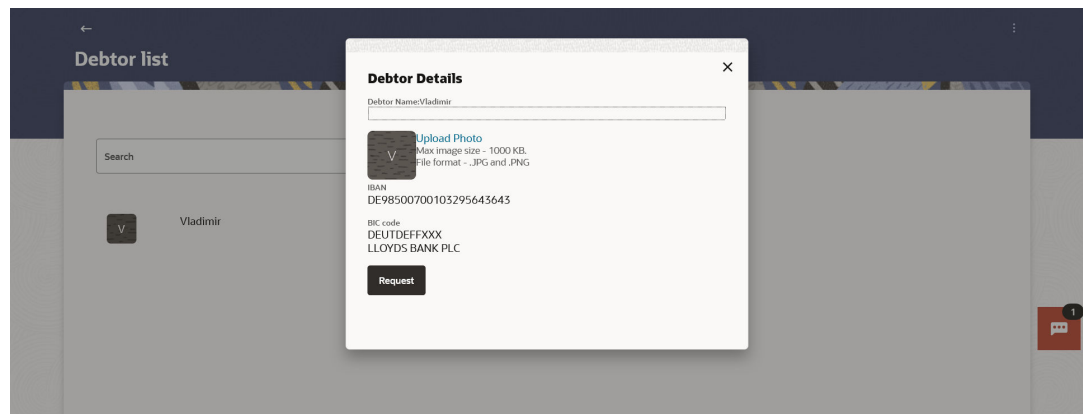 ←
Debtor list
Search
V
Vladimir
Debtor Details
Debtor Name:Vladimir
V
Upload Photo
Max image size - 1000 KB.
File format - .JPG and .PNG
IBAN
DE98500700103295643643
BIC code
DEUTDEFFXXX
LLOYDS BANK PLC
Request
1